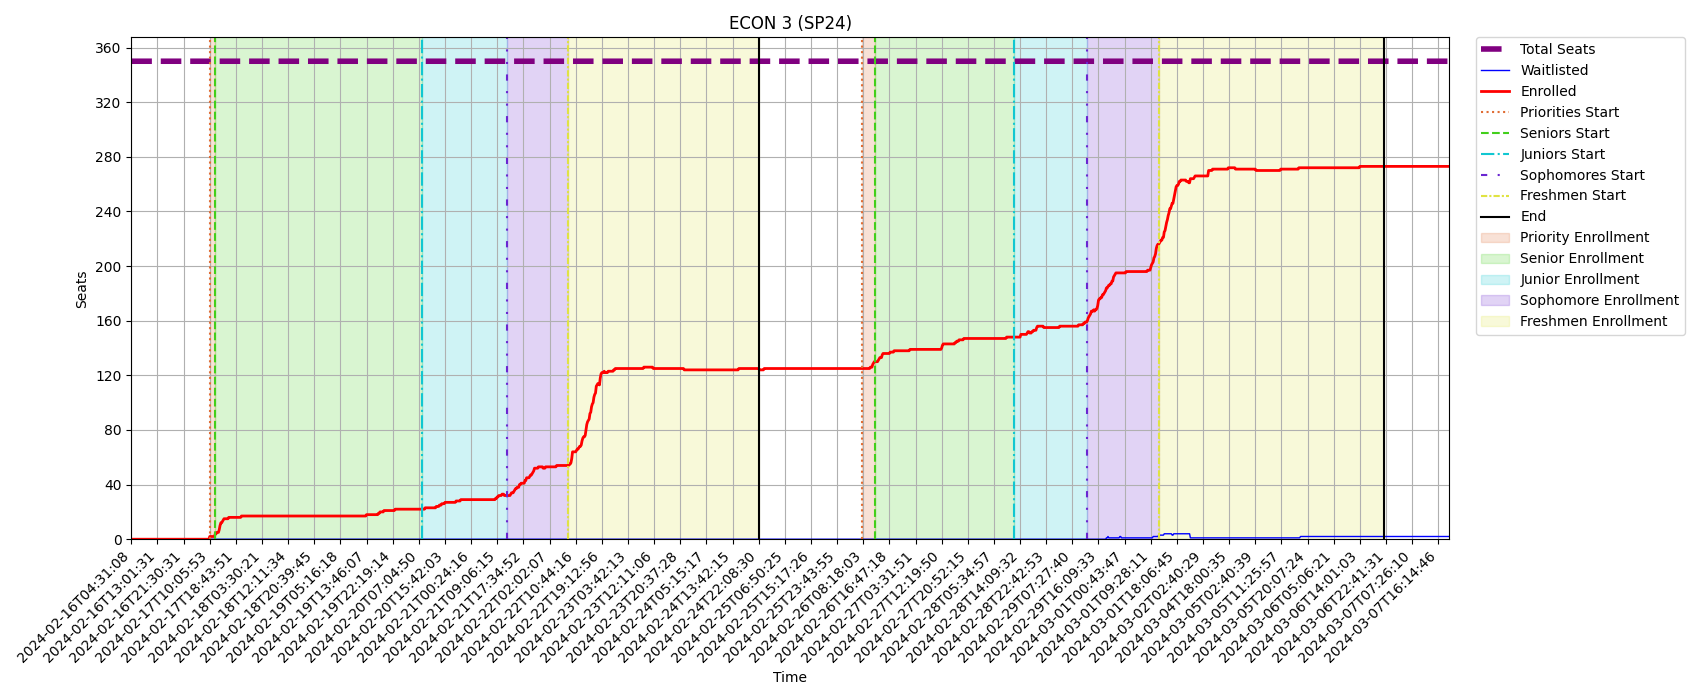 ECON 3 (SP24)
Seats
360
320
280
240
200
160
120
80
40
0
2024-02-16T04:31:08
2024-02-16T13:01:31
2024-02-16T21:30:31
2024-02-17T10:05:53
2024-02-17T18:43:51
2024-02-18T03:30:21
2024-02-18T12:11:34
2024-02-18T20:39:45
2024-02-19T05:16:18
2024-02-19T13:46:07
2024-02-19T22:19:14
2024-02-20T07:04:50
2024-02-20T15:42:03
2024-02-21T00:24:16
2024-02-21T09:06:15
2024-02-21T17:34:52
2024-02-22T02:02:07
2024-02-22T10:44:16
2024-02-22T19:12:56
2024-02-23T03:42:13
2024-02-23T12:11:06
2024-02-23T20:37:28
2024-02-24T05:15:17
2024-02-24T13:42:15
2024-02-24T22:08:30
2024-02-25T06:50:25
2024-02-25T15:17:26
2024-02-25T23:43:55
2024-02-26T08:18:03
2024-02-26T16:47:18
2024-02-27T03:31:51
2024-02-27T12:19:50
2024-02-27T20:52:15
2024-02-28T05:34:57
2024-02-28T14:09:32
2024-02-28T22:42:53
2024-02-29T07:27:40
2024-02-29T16:09:33
2024-03-01T00:43:47
2024-03-01T09:28:11
2024-03-01T18:06:45
2024-03-02T02:40:29
2024-03-04T18:00:35
2024-03-05T02:40:39
2024-03-05T11:25:57
2024-03-05T20:07:24
2024-03-06T05:06:21
2024-03-06T14:01:03
2024-03-06T22:41:31
2024-03-07T07:26:10
2024-03-07T16:14:46
Time
Total Seats
Waitlisted
Enrolled
Priorities Start
Seniors Start
Juniors Start
Sophomores Start
Freshmen Start
End
Priority Enrollment
Senior Enrollment
Junior Enrollment
Sophomore Enrollment
Freshmen Enrollment